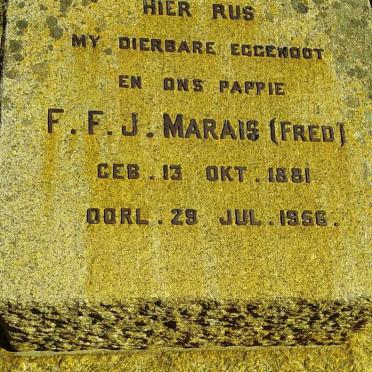 HIER RUS
MY DIERBARE EGGENOOT
EN ONS PAPPIE
F. F. J. MARAIS (FRED)
GEB. 13 OKT. 1881
OORL. 29 JUL. 1956.